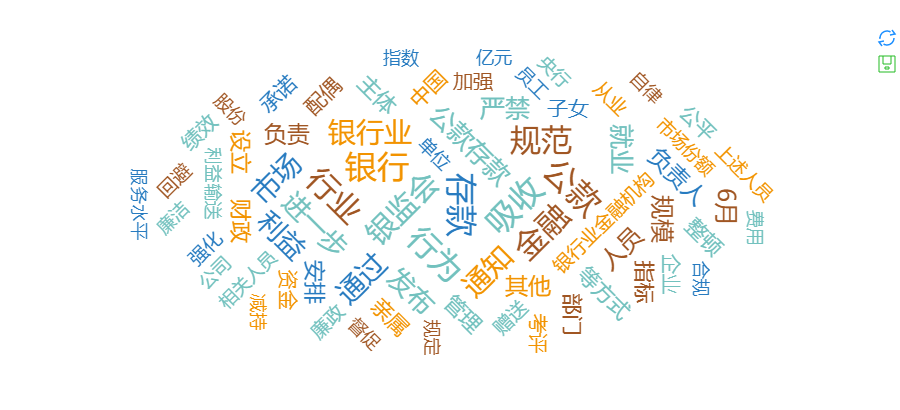 指数
亿元
央行
员工
加强
中国
主体
配偶
承诺
股份
绩效
自律
从业
子女
严禁
公款存款
银行业
负责
设立
公平
市场份额
上述人员
就业
规范
单位
银行
市场
利益输送
回避
服务水平
廉洁
行业
银监会
存款
吸收
公款
负责人
6月
费用
规模
整顿
银行业金融机构
金融
人员
行为
进一步
利益
财政
强化
公司
相关人员
安排
资金
减持
通过
发布
通知
其他
等方式
指标
企业
合规
部门
赠送
管理
亲属
廉政
督促
规定
考评